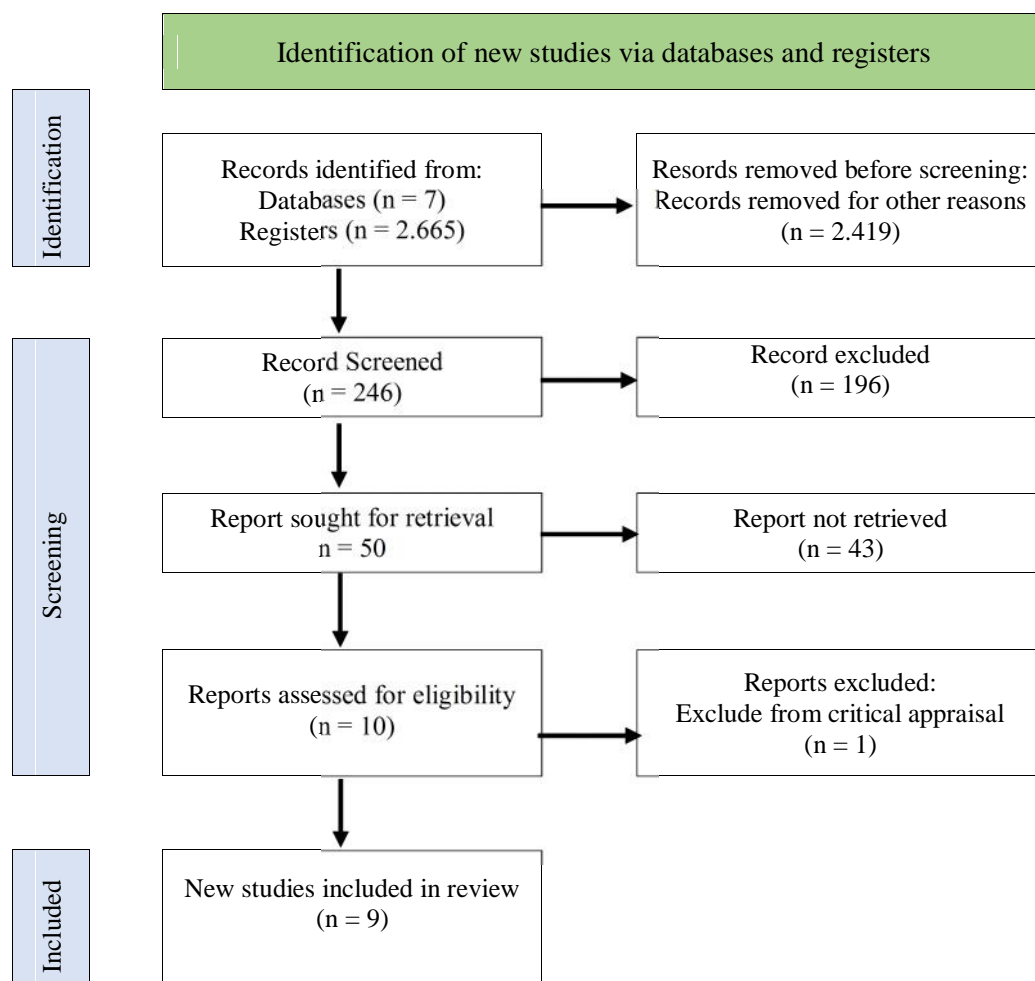 Identification of new studies via databases and registers
Identification
Records identified from:
Databases (n = 7)
Registers (n = 2.665)
Resords removed before screening:
Records removed for other reasons
(n = 2.419)
Screening
Record Screened
(n = 246)
Record excluded
(n = 196)
Report sought for retrieval
n = 50
Report not retrieved
(n = 43)
Reports assessed for eligibility
(n = 10)
Reports excluded:
Exclude from critical appraisal
(n = 1)
Included
New studies included in review
(n = 9)